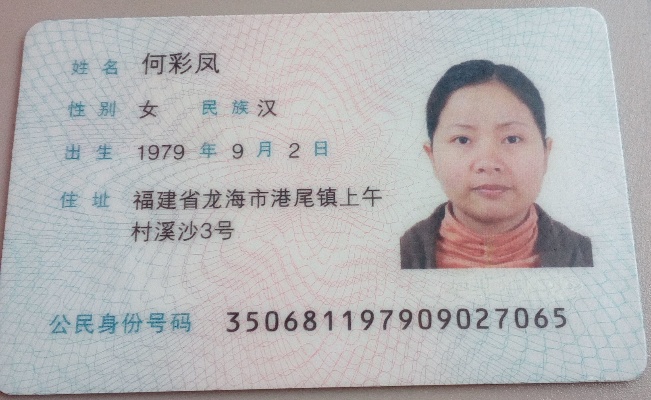 姓名 何彩凤
性别 女 民族 汉
出生 1979 年 9 月 2 日
住址 福建省龙海市港尾镇上午
村溪沙3号
公民身份号码 350681197909027065